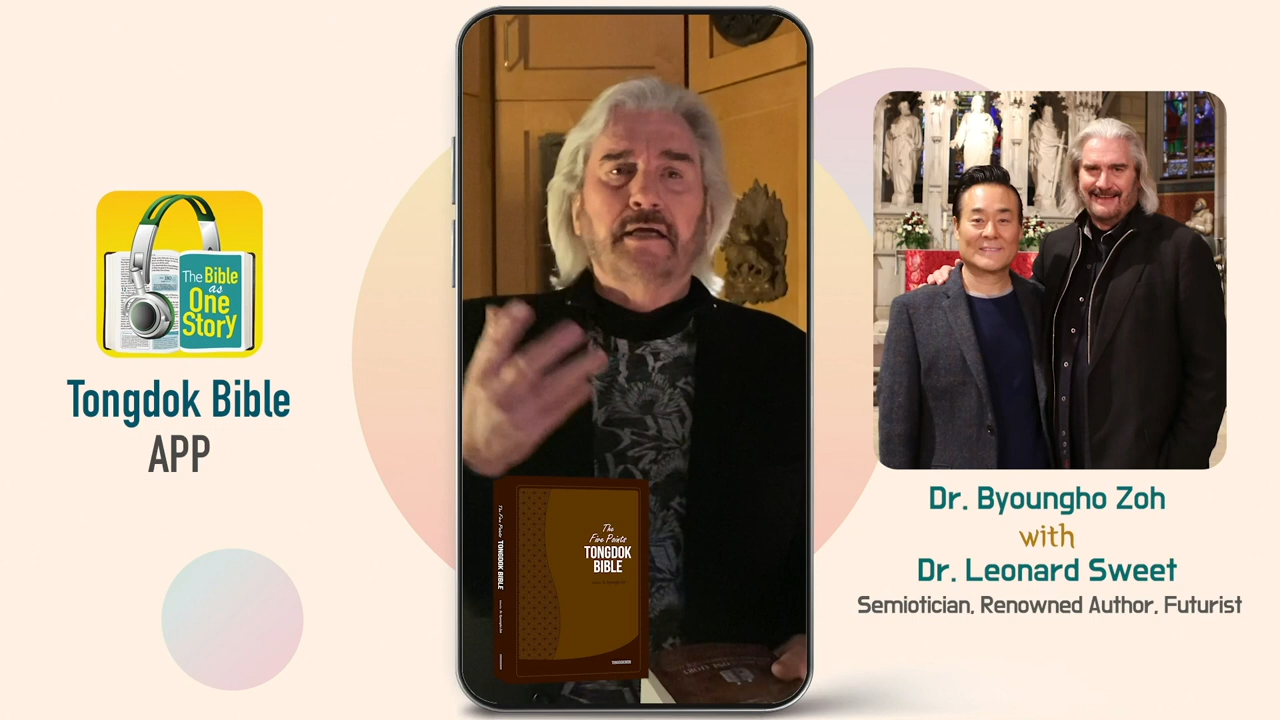 The Bible
as
One
Story
Tongdok Bible
APP
The
Five Points
TONGDOK
BIBLE
The Five Points TONGDOK BIBLE
Dr. Byoungho Zoh
with
Dr. Leonard Sweet
Semiotician, Renowned Author, Futurist